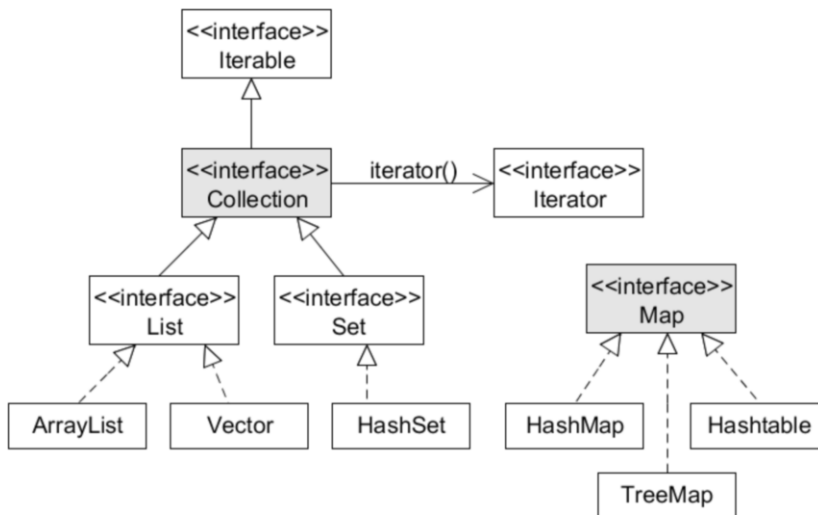 <<interface>>
Iterable
<<interface>>
Collection
iterator()
<<interface>>
Iterator
<<interface>>
List
<<interface>>
Set
<<interface>>
Map
ArrayList
Vector
HashSet
HashMap
Hashtable
TreeMap